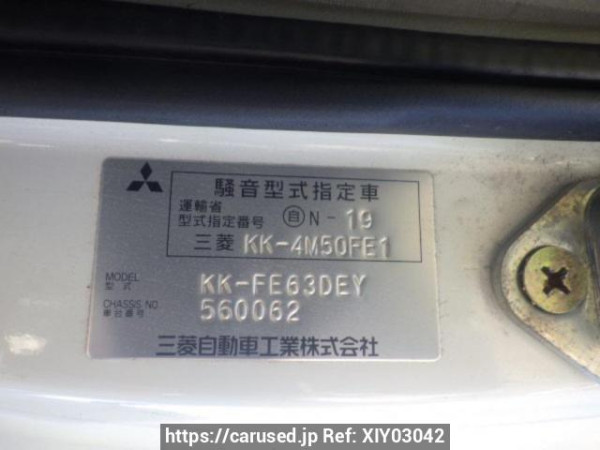 騒音型式指定車
運輸省
型式指定番号 自N-19
三菱 KK-4M50FE1
MODEL
型式 KK-FE63DEY
CHASSIS NO.
車台番号 560062
三菱自動車工業株式会社
https://carused.jp Ref: XIY03042